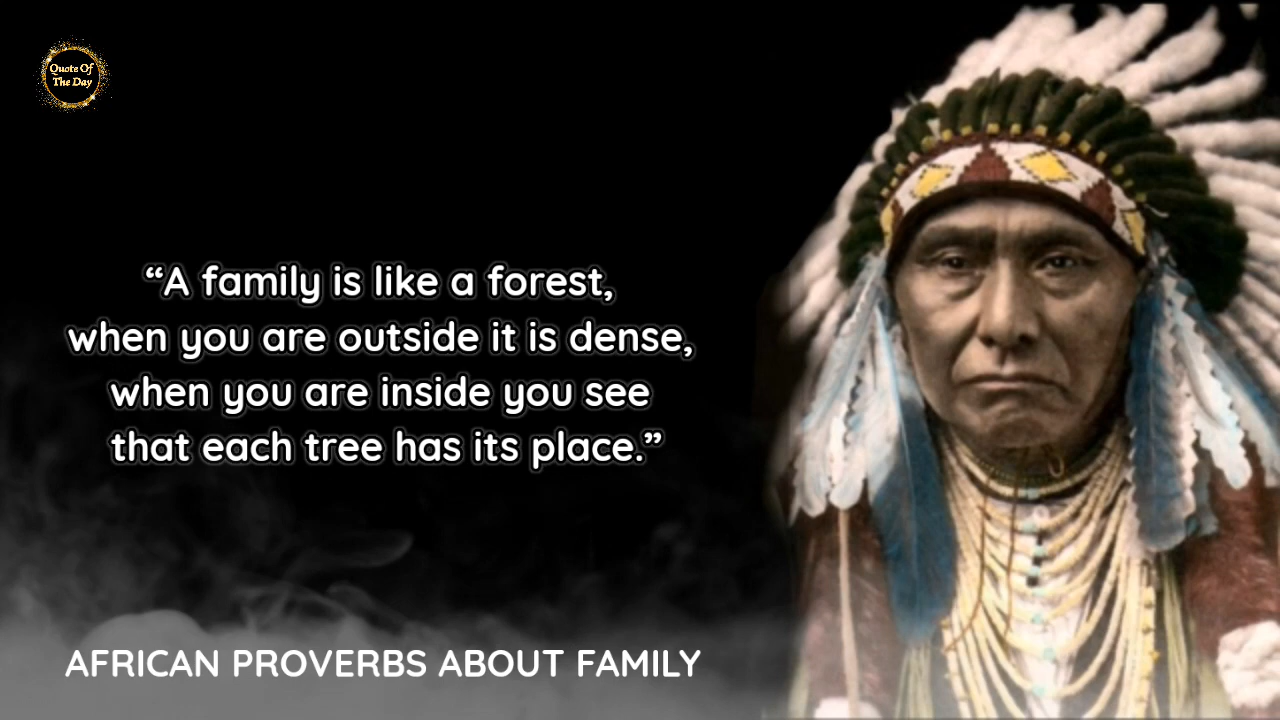 Quote Of
The Day
“A family is like a forest,
when you are outside it is dense,
when you are inside you see
that each tree has its place.”
AFRICAN PROVERBS ABOUT FAMILY